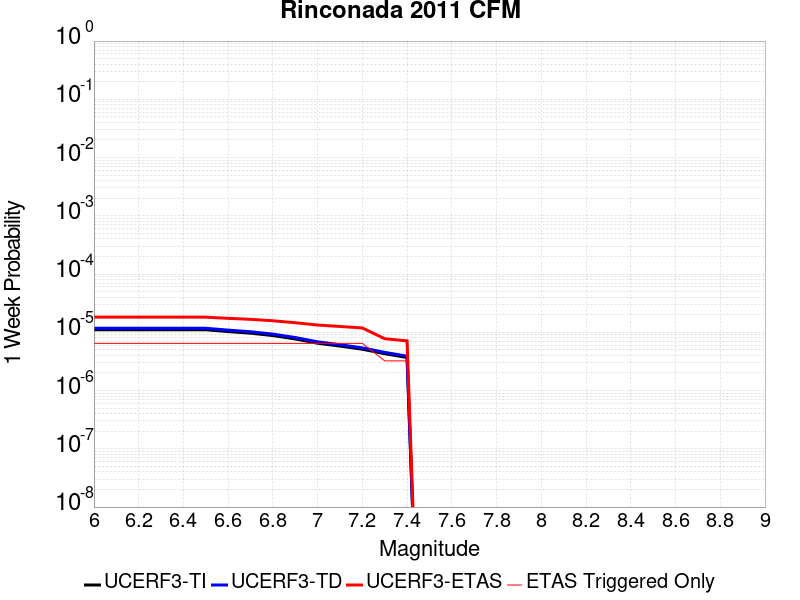 Rinconada 2011 CFM
10^0
10^-1
10^-2
10^-3
10^-4
10^-5
10^-6
10^-7
10^-8
1 Week Probability
6 6.2 6.4 6.6 6.8 7 7.2 7.4 7.6 7.8 8 8.2 8.4 8.6 8.8 9
Magnitude
UCERF3-TI UCERF3-TD UCERF3-ETAS ETAS Triggered Only